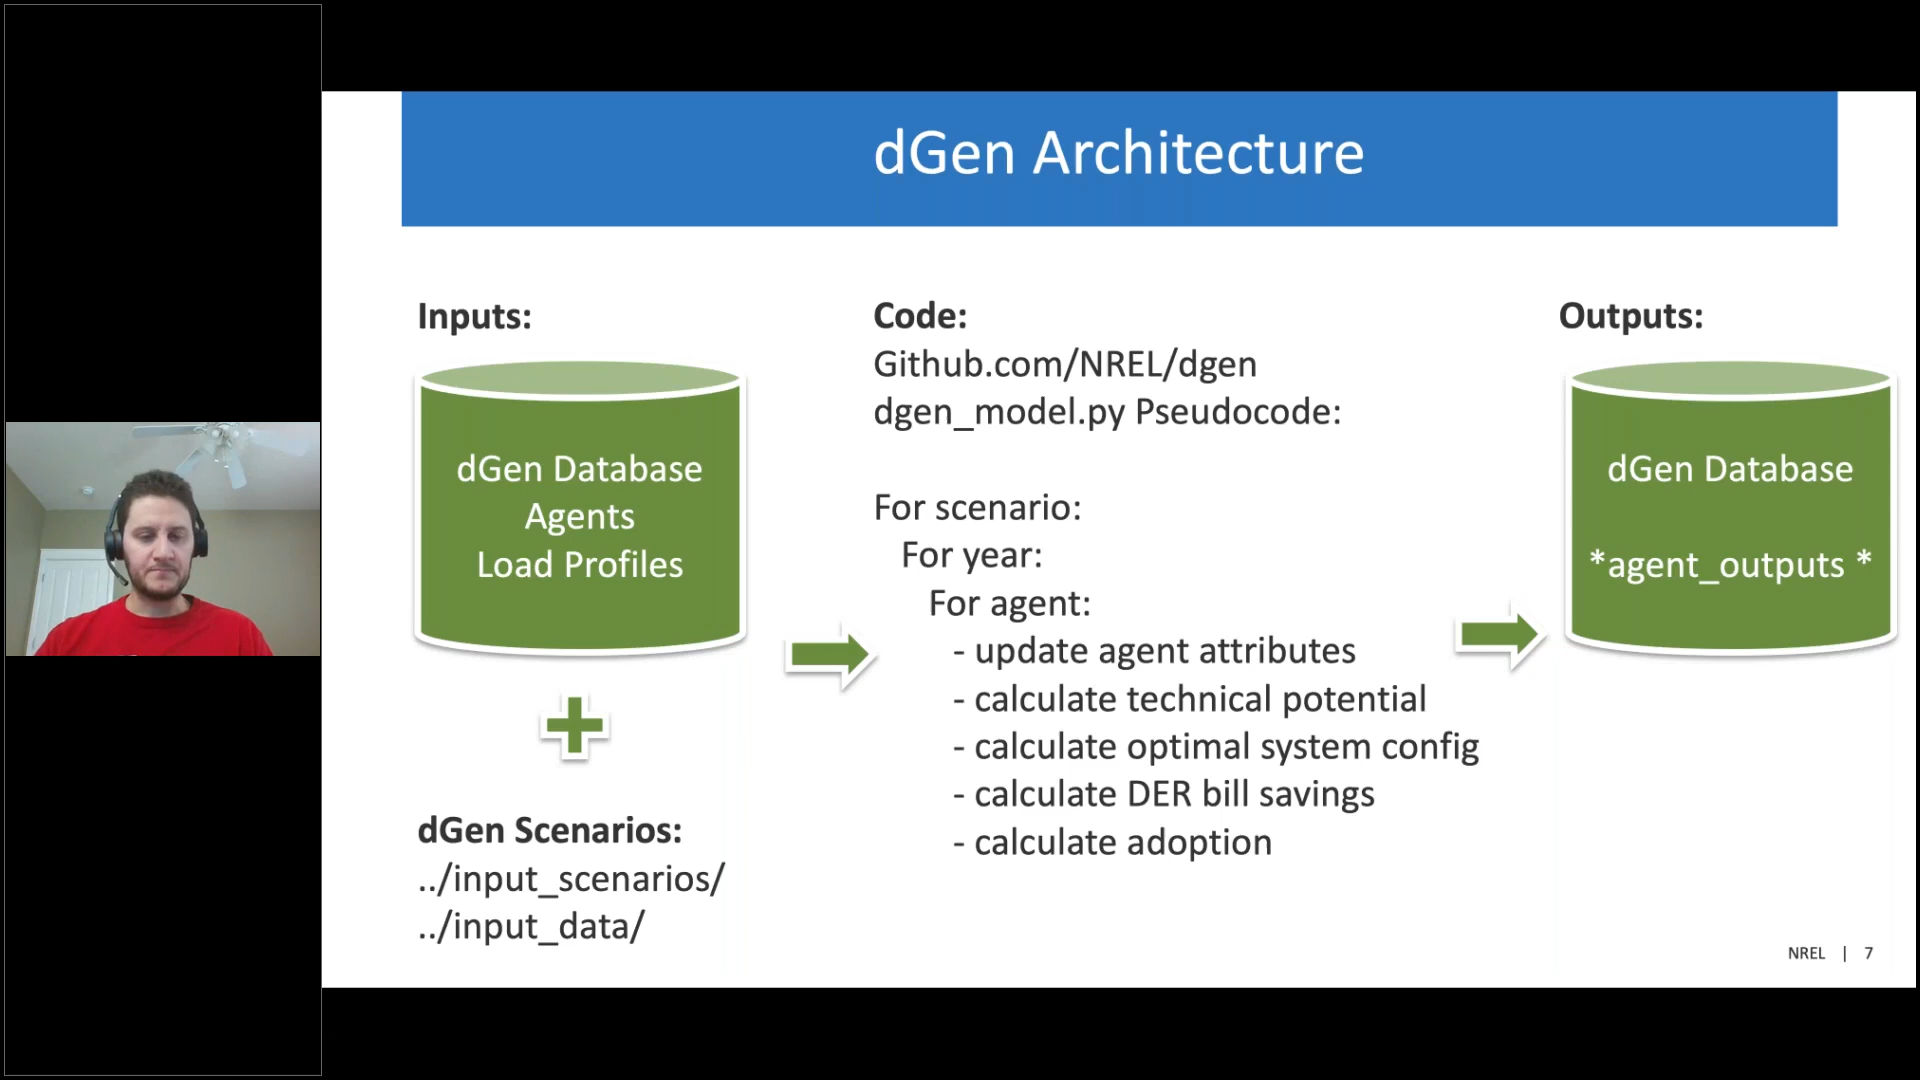 dGen Architecture
Inputs:
dGen Database
Agents
Load Profiles
dGen Scenarios:
../input_scenarios/
../input_data/
Code:
Github.com/NREL/dgen
dgen_model.py Pseudocode:
For scenario:
For year:
For agent:
- update agent attributes
- calculate technical potential
- calculate optimal system config
- calculate DER bill savings
- calculate adoption
Outputs:
dGen Database
*agent_outputs *
NREL | 7